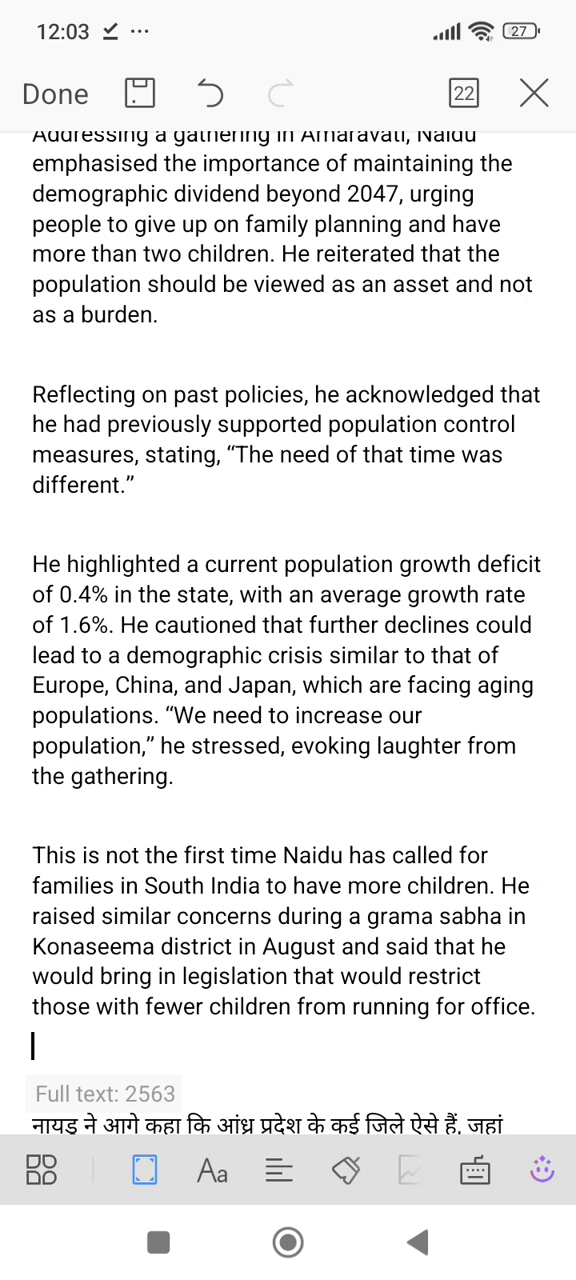 12:03
27
Done
22
Addressing a gathering in Amaravati, Naidu
emphasised the importance of maintaining the
demographic dividend beyond 2047, urging
people to give up on family planning and have
more than two children. He reiterated that the
population should be viewed as an asset and not
as a burden.
Reflecting on past policies, he acknowledged that
he had previously supported population control
measures, stating, “The need of that time was
different.”
He highlighted a current population growth deficit
of 0.4% in the state, with an average growth rate
of 1.6%. He cautioned that further declines could
lead to a demographic crisis similar to that of
Europe, China, and Japan, which are facing aging
populations. “We need to increase our
population,” he stressed, evoking laughter from
the gathering.
This is not the first time Naidu has called for
families in South India to have more children. He
raised similar concerns during a grama sabha in
Konaseema district in August and said that he
would bring in legislation that would restrict
those with fewer children from running for office.
Full text: 2563
नायडू ने आगे कहा कि आंध्र प्रदेश के कई जिले ऐसे हैं, जहां
Aa